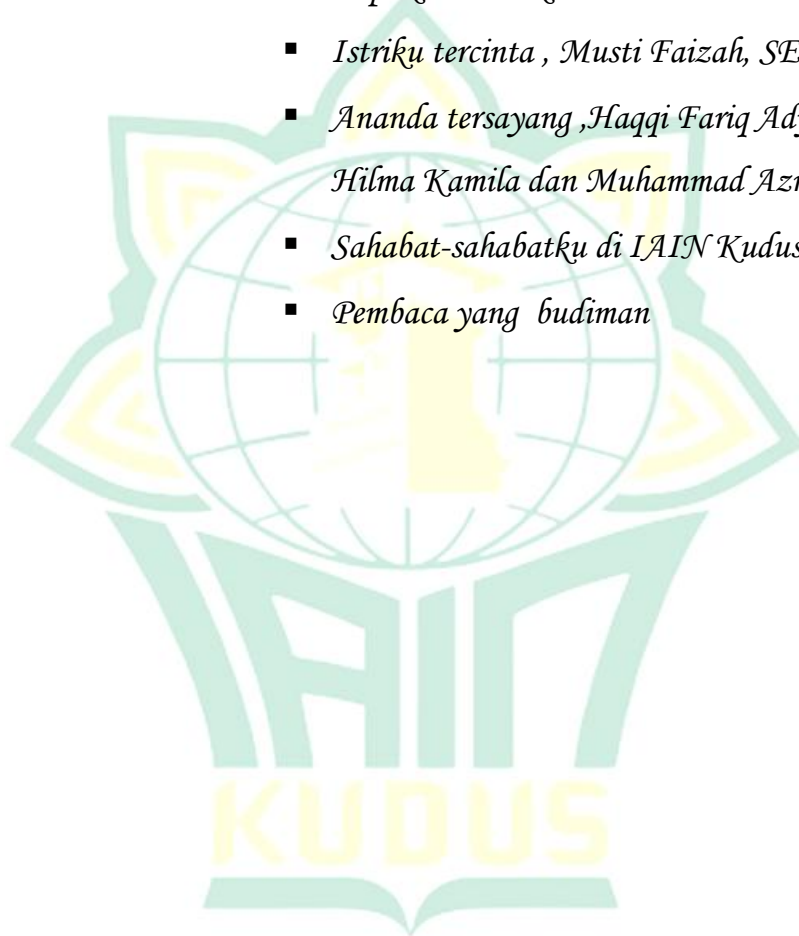 ▪ Istriku tercinta , Musti Faizah, SE
▪ Ananda tersayang ,Haqqi Fariq
Hilma Kamila dan Muhammad
▪ Sahabat-sahabatku di IAIN Kudus
▪ Pembaca yang budiman
IAIN
KUDUS